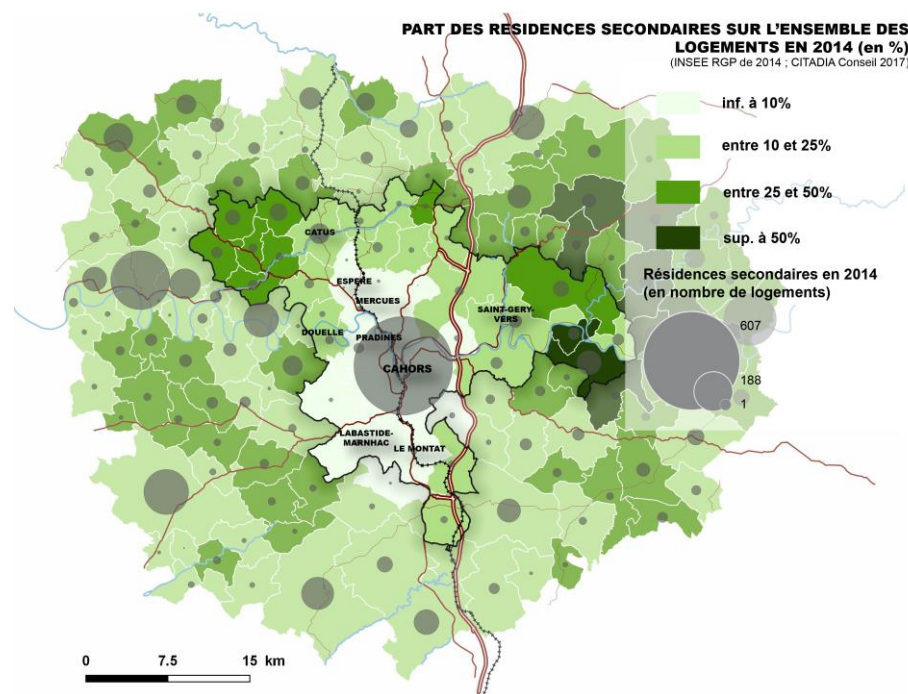 PART DES RESIDENCES SECONDAIRES SUR L'ENSEMBLE DES
LOGEMENTS EN 2014 (en %)
(INSEE RGP de 2014 ; CITADIA Conseil 2017)
inf. à 10%
entre 10 et 25%
entre 25 et 50%
sup. à 50%
Résidences secondaires en 2014
(en nombre de logements)
607
188
1
CATUS
ESPERE
MERCUES
SAINT-GERY-
VERS
DOUELLE
PRADINES
CAHORS
LABASTIDE-
MARNHAC
LE MONTAT
0 7.5 15 km